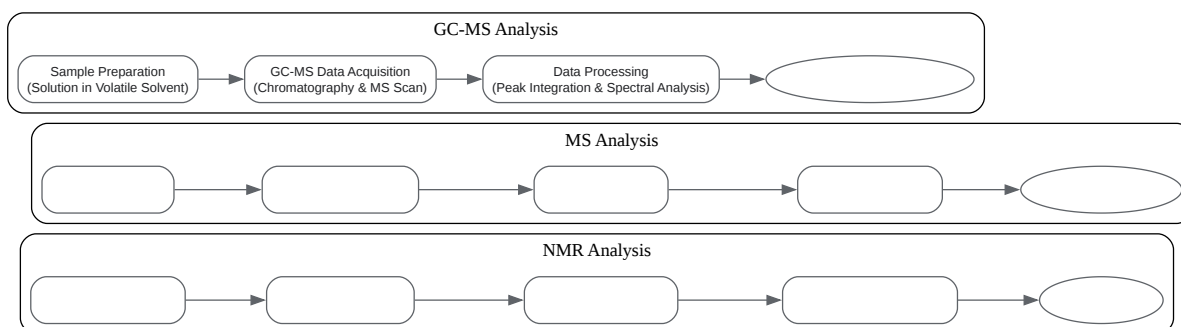 GC-MS Analysis
Sample Preparation
(Solution in Volatile Solvent)
GC-MS Data Acquisition
(Chromatography & MS Scan)
Data Processing
(Peak Integration & Spectral Analysis)
MS Analysis
NMR Analysis